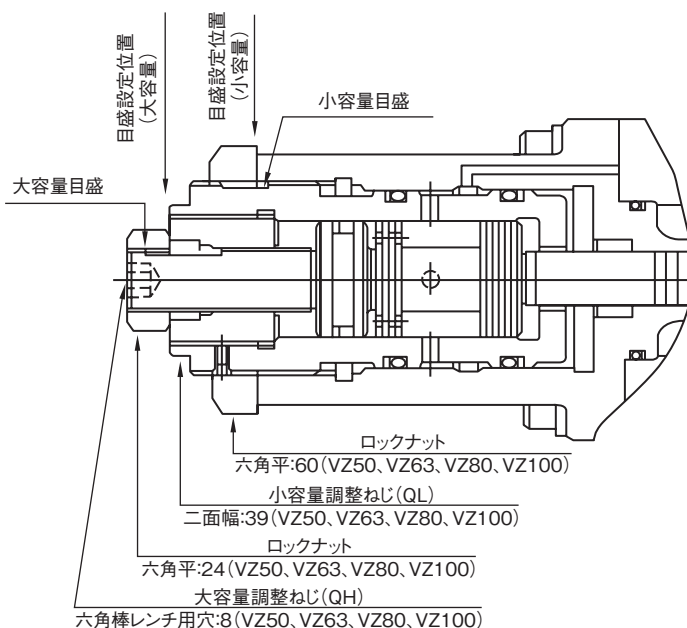 目盛設定位置
（大容量）
目盛設定位置
（小容量）
小容量目盛
大容量目盛
ロックナット
六角平:60(VZ50、VZ63、VZ80、VZ100)
小容量調整ねじ(QL)
二面幅:39(VZ50、VZ63、VZ80、VZ100)
ロックナット
六角平:24(VZ50、VZ63、VZ80、VZ100)
大容量調整ねじ(QH)
六角棒レンチ用穴:8(VZ50、VZ63、VZ80、VZ100)